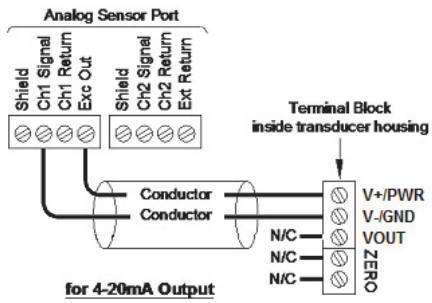 Analog Sensor Port
Shield
Ch1 Signal
Ch1 Return
Exc Out
Shield
Ch2 Signal
Ch2 Return
Ext Return
Terminal Block
inside transducer housing
Conductor
Conductor
V+/PWR
V-/GND
N/C
VOUT
N/C
N/C
ZERO
for 4-20mA Output